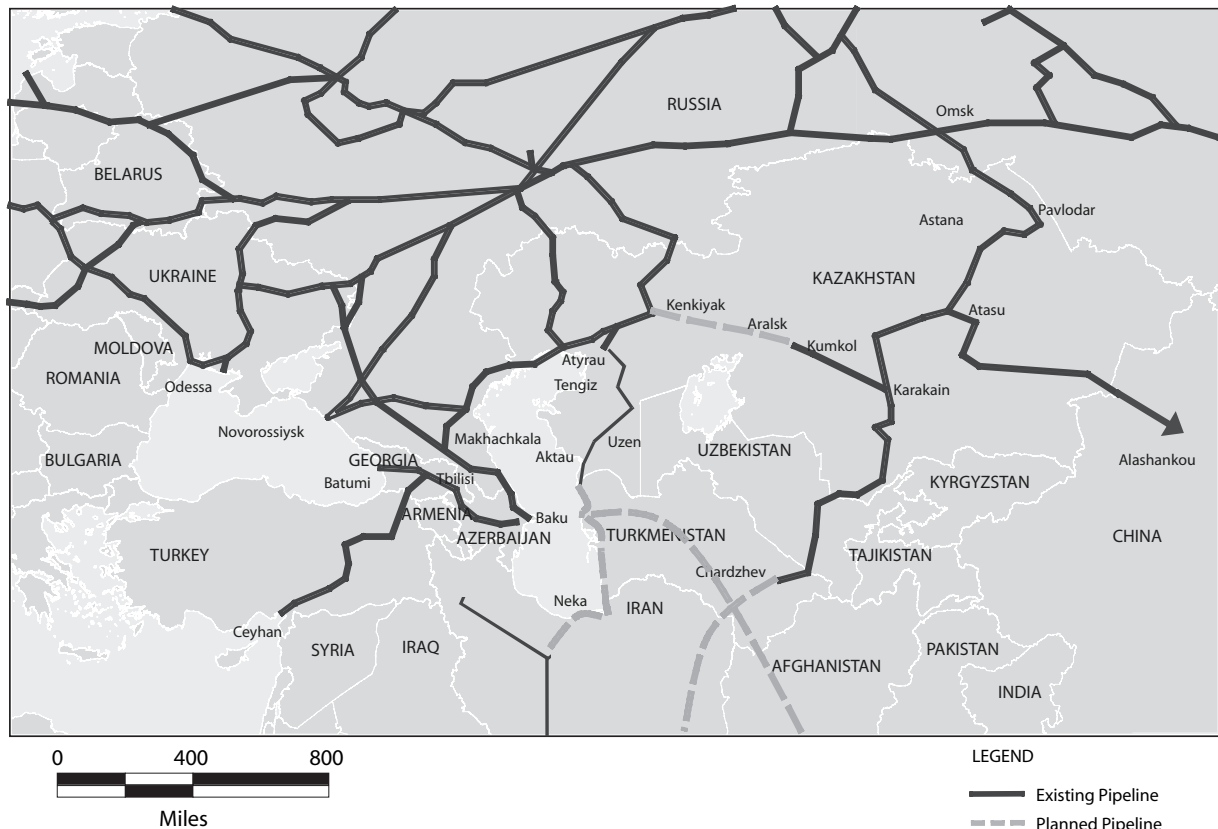 RUSSIA
Omsk
BELARUS
Astana
Pavlodar
UKRAINE
KAZAKHSTAN
Kenkiyak
Aralsk
Atasu
MOLDOVA
Kumkol
ROMANIA
Odessa
Atyrau
Tengiz
Karakain
Novorossiysk
Makhachkala
Uzen
Aktau
UZBEKISTAN
BULGARIA
GEORGIA
Alashankou
Batumi
Tbilisi
KYRGYZSTAN
ARMENIA
Baku
AZERBAIJAN
TURKMENISTAN
CHINA
TURKEY
TAJIKISTAN
Chardzhev
Neka
IRAN
Ceyhan
SYRIA
IRAQ
AFGHANISTAN
PAKISTAN
INDIA
0 400 800
Miles
LEGEND
Existing Pipeline
Planned Pipeline